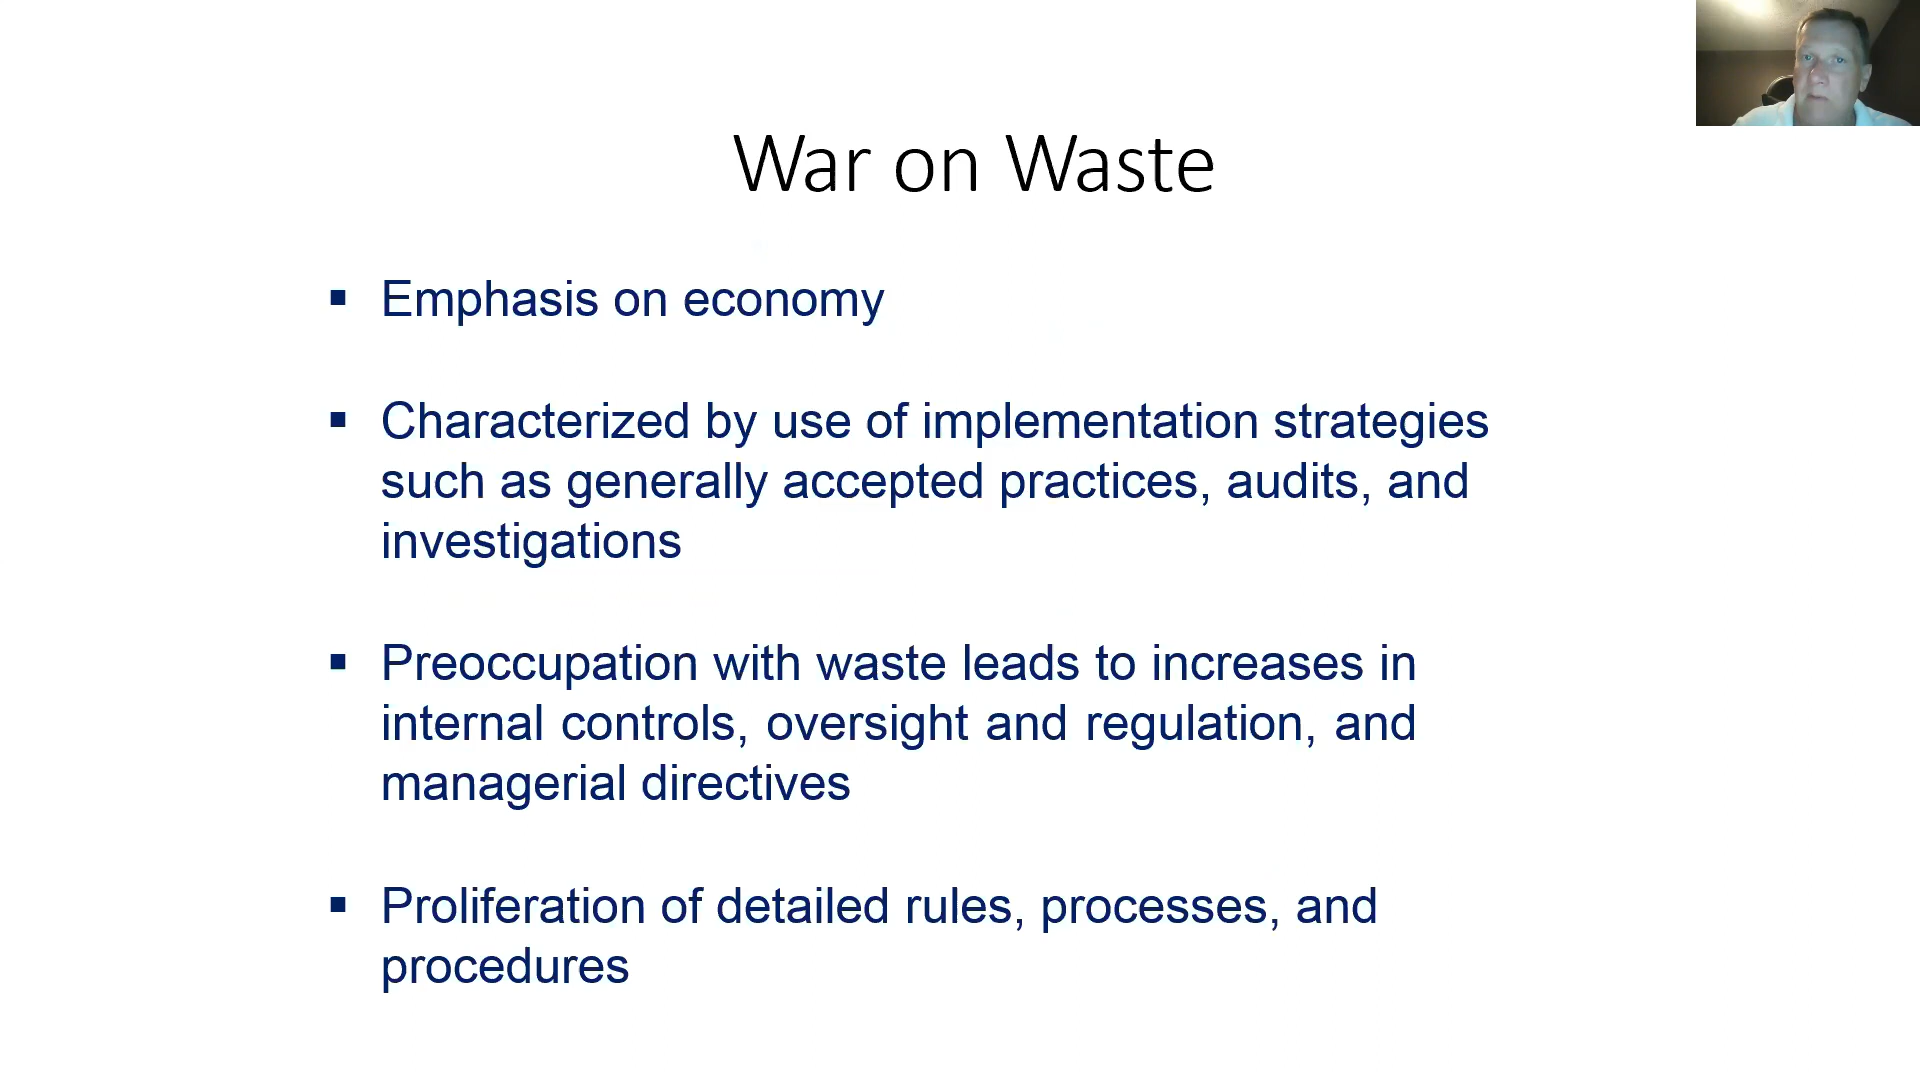 War on Waste
▪ Emphasis on economy
▪ Characterized by use of implementation strategies
such as generally accepted practices, audits, and
investigations
▪ Preoccupation with waste leads to increases in
internal controls, oversight and regulation, and
managerial directives
▪ Proliferation of detailed rules, processes, and
procedures